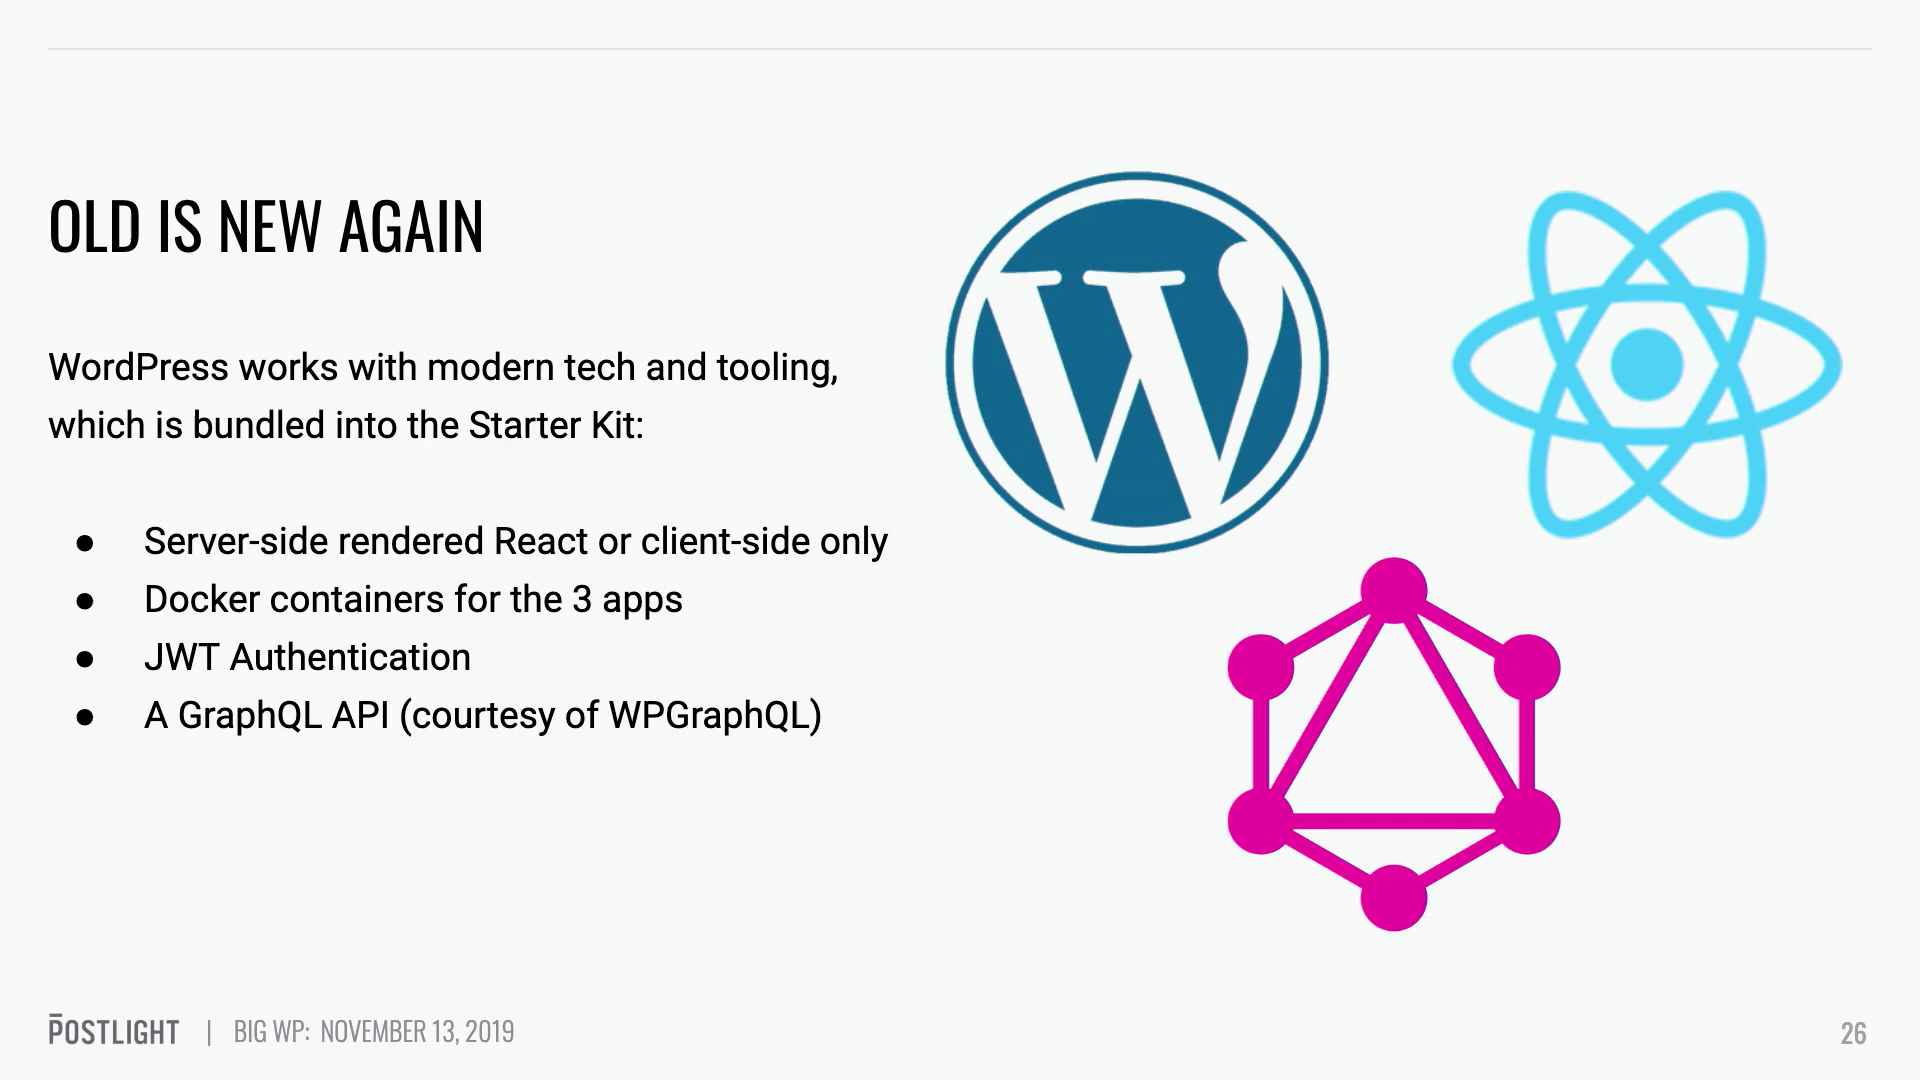 OLD IS NEW AGAIN
WordPress works with modern tech and tooling,
which is bundled into the Starter Kit:
● Server-side rendered React or client-side only
● Docker containers for the 3 apps
● JWT Authentication
● A GraphQL API (courtesy of WPGraphQL)
W
POSTLIGHT | BIG WP: NOVEMBER 13, 2019
26